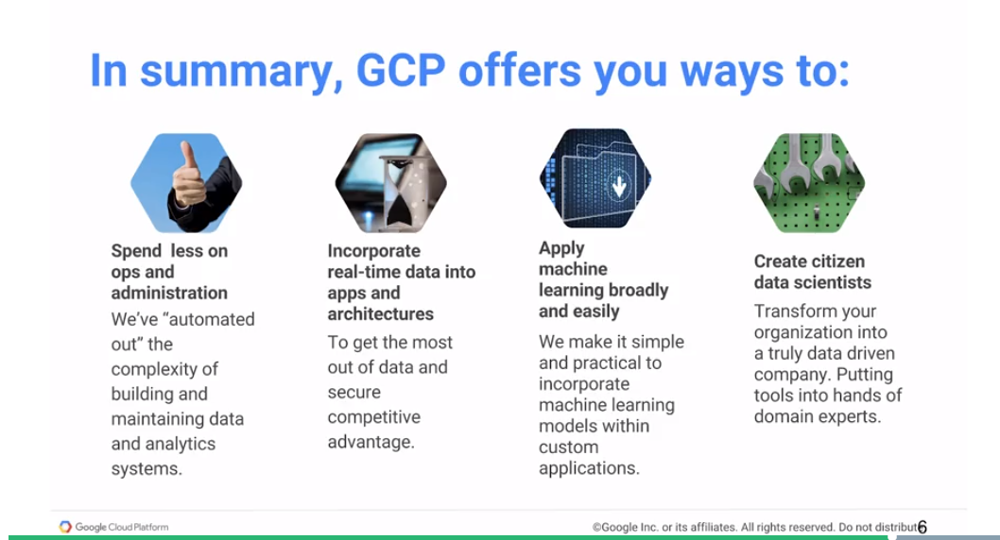 In summary, GCP offers you ways to:
Spend less on
ops and
administration
We've “automated
out” the
complexity of
building and
maintaining data
and analytics
systems.
Incorporate
real-time data into
apps and
architectures
To get the most
out of data and
secure
competitive
advantage.
Apply
machine
learning broadly
and easily
We make it simple
and practical to
incorporate
machine learning
models within
custom
applications.
Create citizen
data scientists
Transform your
organization into
a truly data driven
company. Putting
tools into hands of
domain experts.
Google Cloud Platform
©Google Inc. or its affiliates. All rights reserved. Do not distribute
6